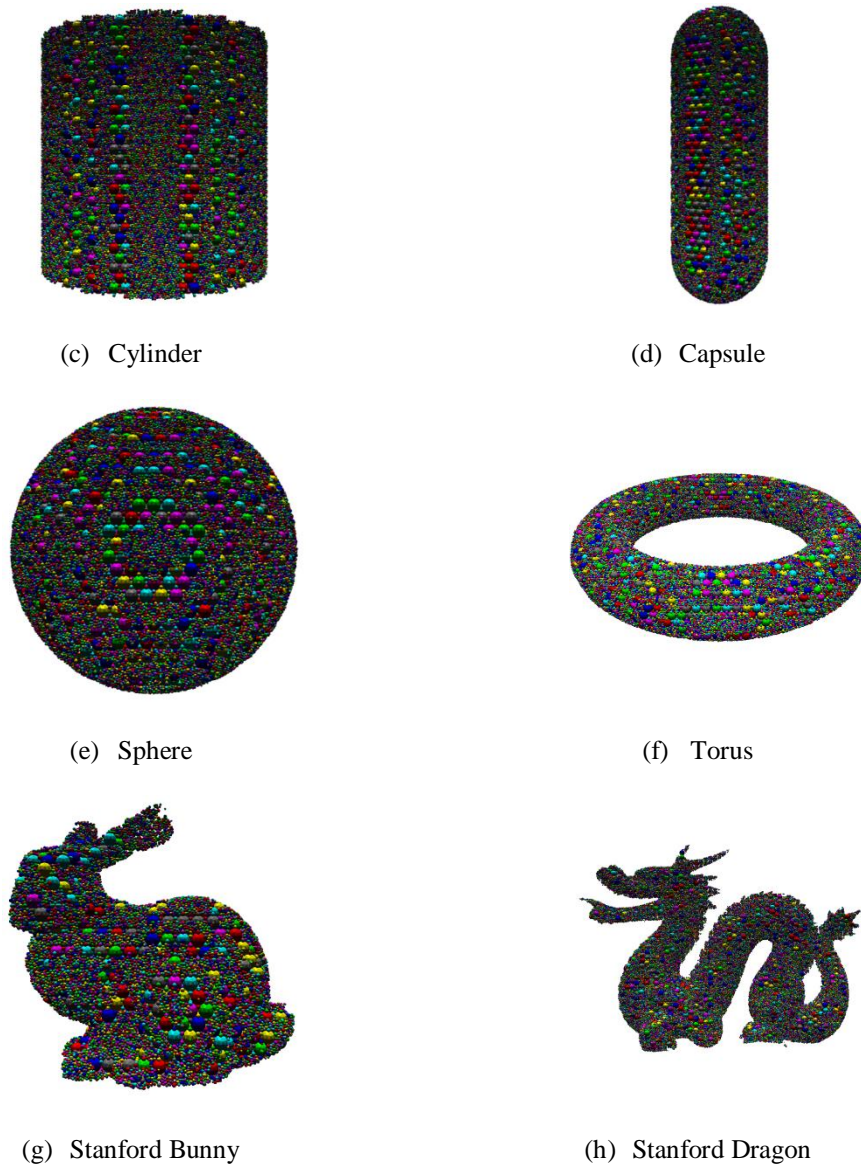 (c) Cylinder
(d) Capsule
(e) Sphere
(f) Torus
(g) Stanford Bunny
(h) Stanford Dragon